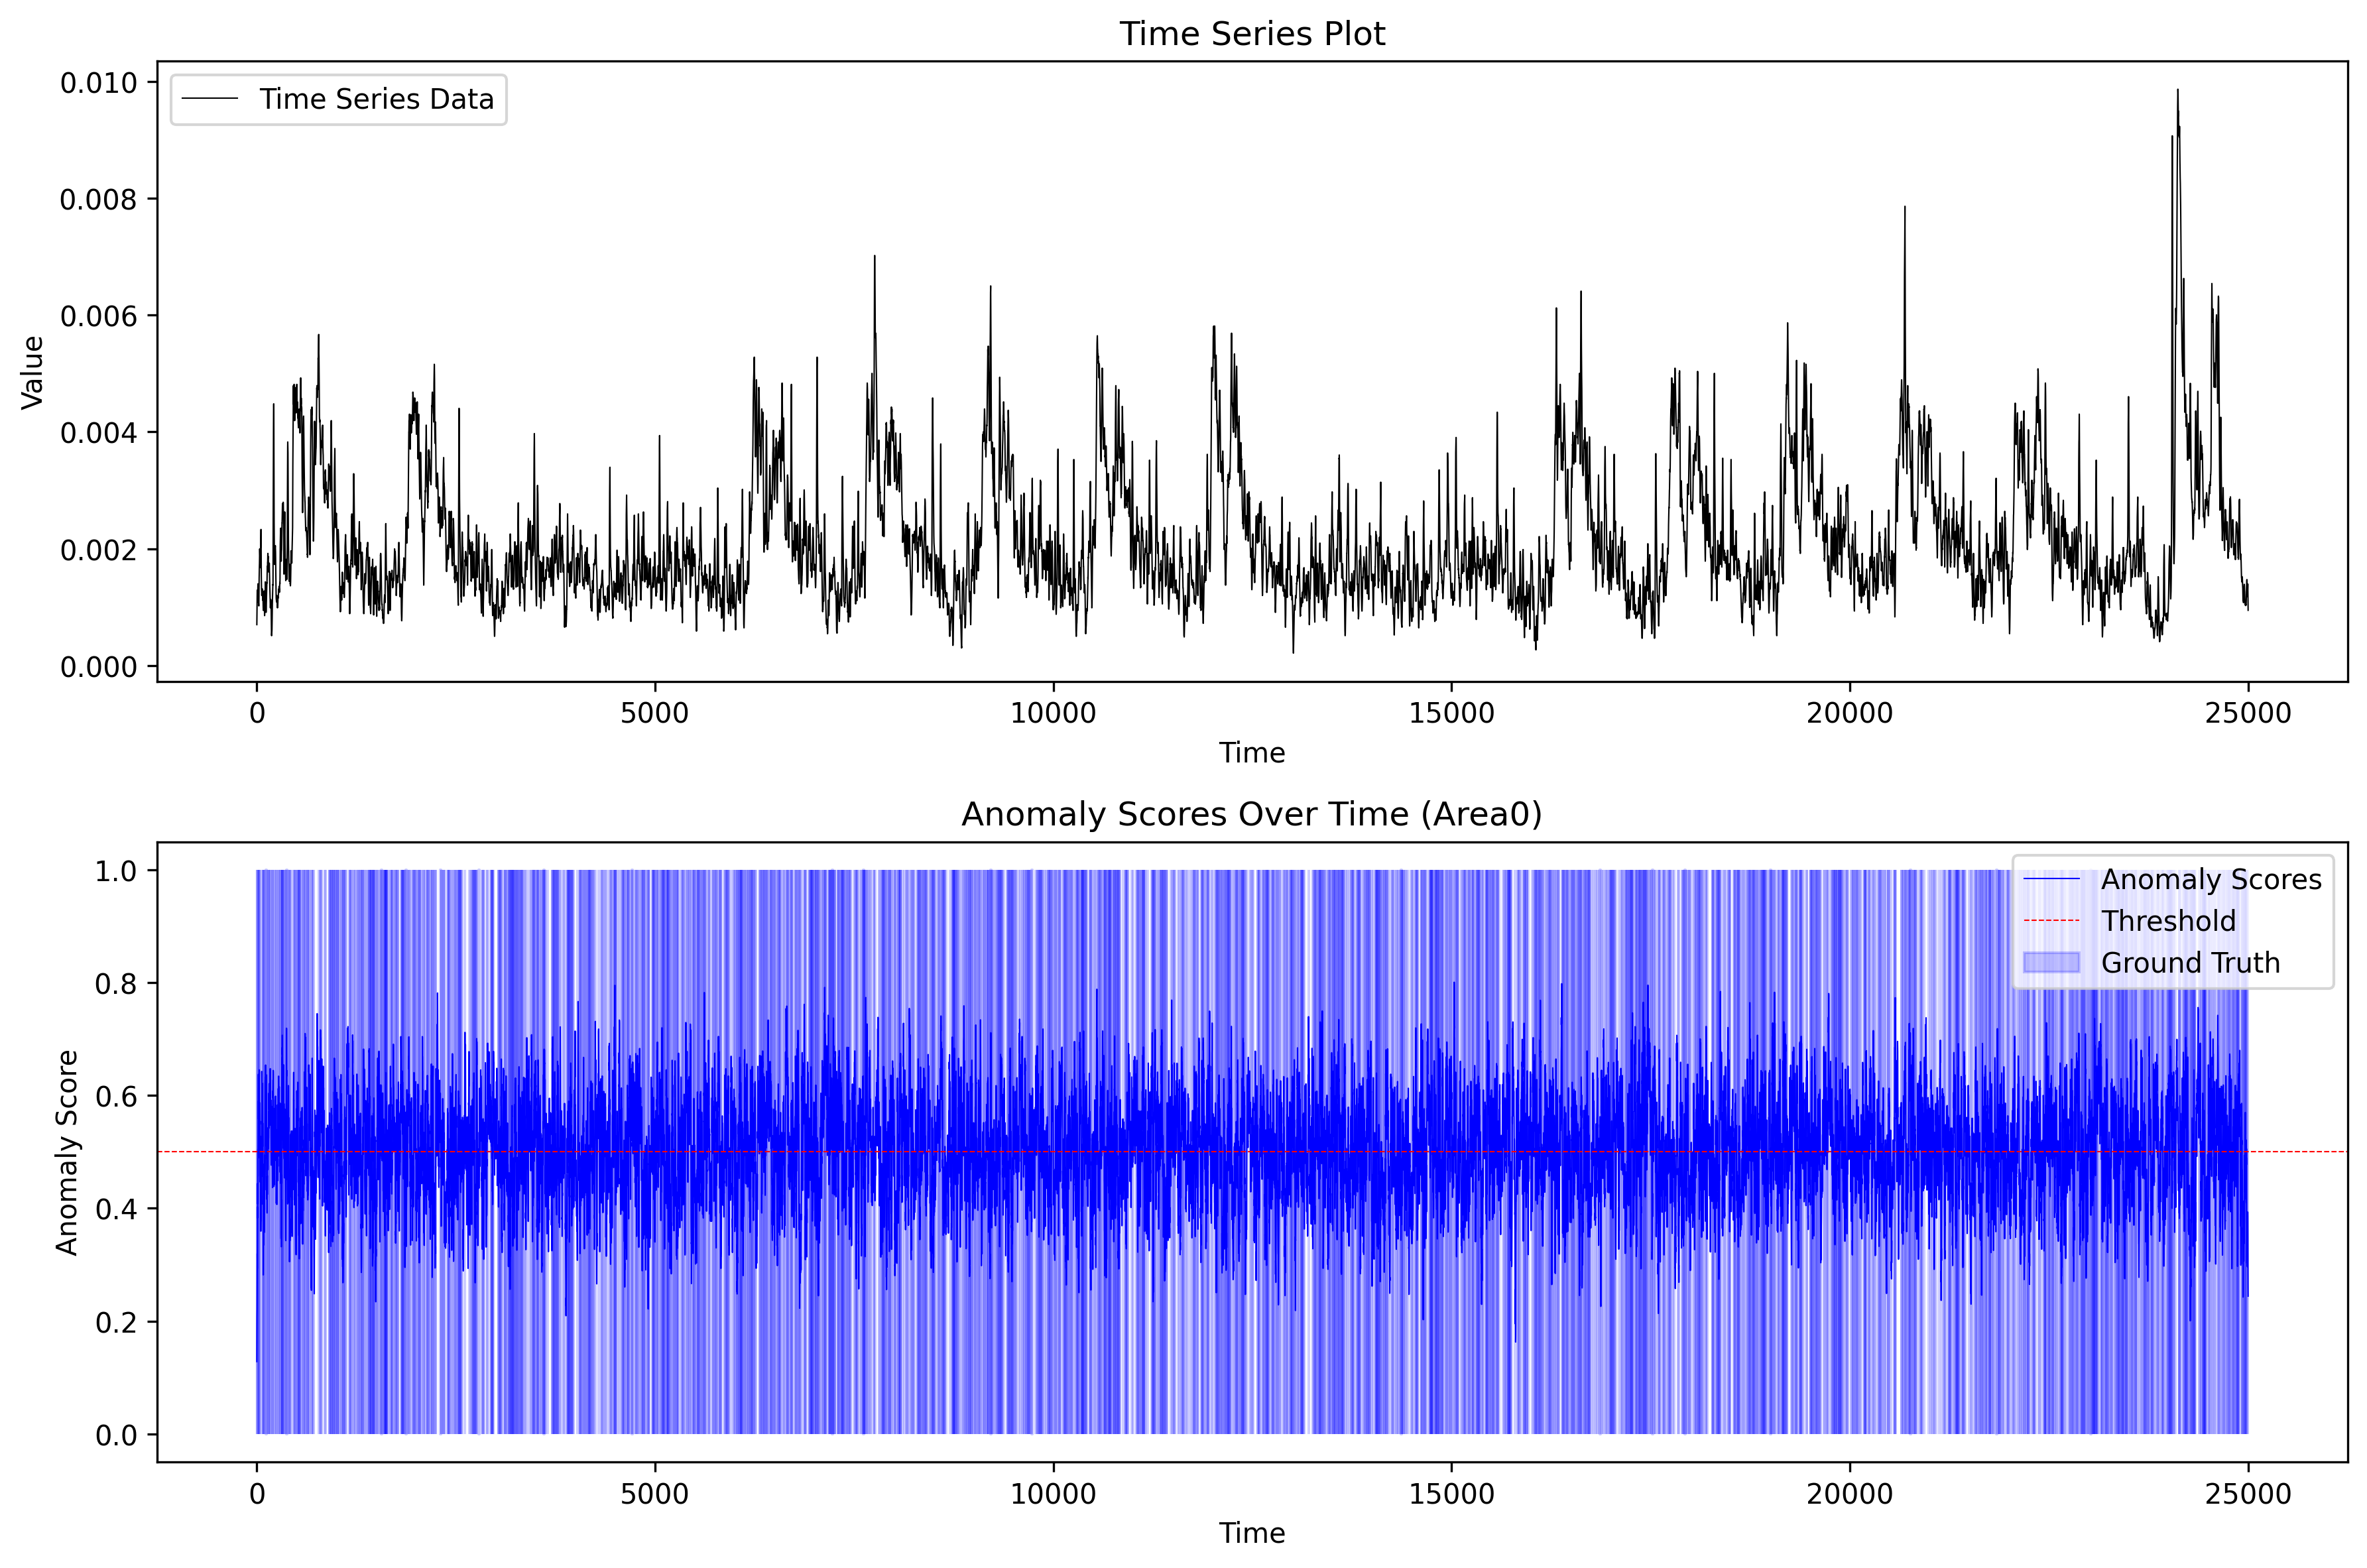 Time Series Plot
Time Series Data
0.010
0.008
0.006
0.004
0.002
0.000
Value
0
5000
10000
15000
20000
25000
Time
Anomaly Scores Over Time (Area0)
Anomaly Scores
Threshold
Ground Truth
1.0
0.8
0.6
0.4
0.2
0.0
Anomaly Score
0
5000
10000
15000
20000
25000
Time